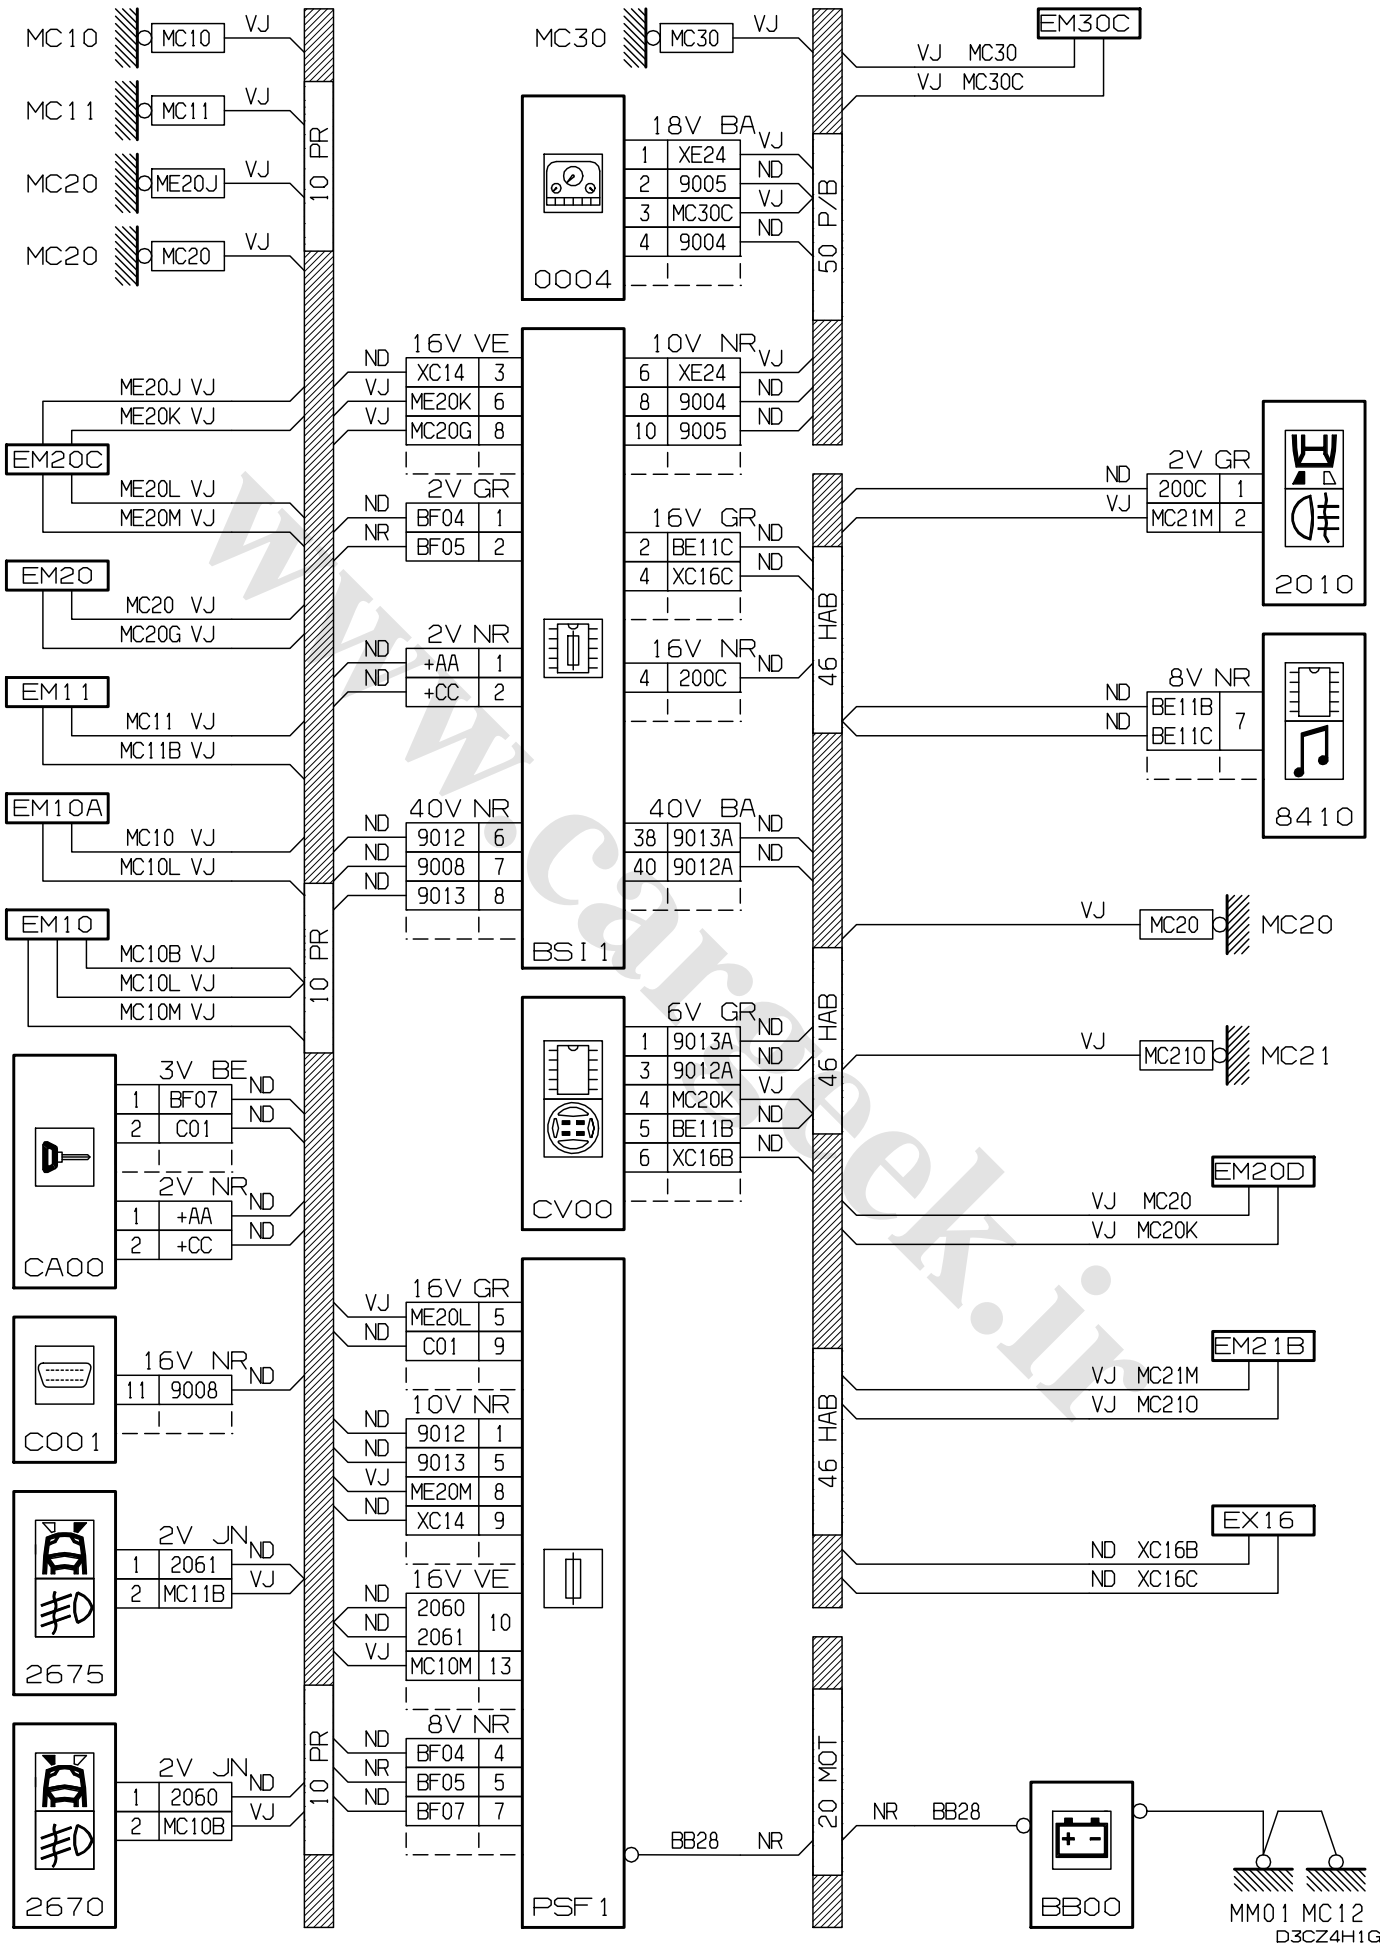 MC10 MC10 VJ
MC11 MC11 VJ
MC20 ME20J VJ
MC20 MC20 VJ
10 PR
MC30 MC30 VJ
EM30C
VJ MC30
VJ MC30C
18V BA
1 XE24 VJ
2 9005 ND
3 MC30C VJ
4 9004 ND
0004
50 P/B
ME20J VJ
ME20K VJ
EM20C
ME20L VJ
ME20M VJ
EM20
MC20 VJ
MC20G VJ
EM11
MC11 VJ
MC11B VJ
EM10A
MC10 VJ
MC10L VJ
EM10
MC10B VJ
MC10L VJ
MC10M VJ
10 PR
16V VE
ND XC14 3
VJ ME20K 6
VJ MC20G 8
2V GR
ND BF04 1
NR BF05 2
2V NR
ND +AA 1
ND +CC 2
40V NR
ND 9012 6
ND 9008 7
ND 9013 8
BSI1
10V NR
6 XE24 VJ
8 9004 ND
10 9005 ND
16V GR
2 BE11C ND
4 XC16C ND
16V NR
4 200C ND
40V BA
38 9013A ND
40 9012A ND
46 HAB
2V GR
ND 200C 1
VJ MC21M 2
2010
8V NR
ND BE11B
ND BE11C
7
8410
VJ MC20 MC20
VJ MC21O MC21
3V BE
1 BF07 ND
2 C01 ND
2V NR
1 +AA ND
2 +CC ND
CA00
16V NR
11 9008 ND
C001
2V JN
1 2061 ND
2 MC11B VJ
2675
2V JN
1 2060 ND
2 MC10B VJ
2670
10 PR
6V GR
1 9013A ND
3 9012A ND
4 MC20K VJ
5 BE11B ND
6 XC16B ND
CV00
46 HAB
EM20D
VJ MC20
VJ MC20K
EM21B
VJ MC21M
VJ MC21O
46 HAB
EX16
ND XC16B
ND XC16C
16V GR
VJ ME20L 5
ND C01 9
10V NR
ND 9012 1
ND 9013 5
VJ ME20M 8
ND XC14 9
16V VE
ND 2060
ND 2061
10
VJ MC10M 13
8V NR
ND BF04 4
NR BF05 5
ND BF07 7
PSF1
BB28 NR
20 MOT
NR BB28
+ -
BB00
MM01 MC12
D3CZ4H1G
www.cargeek.ir